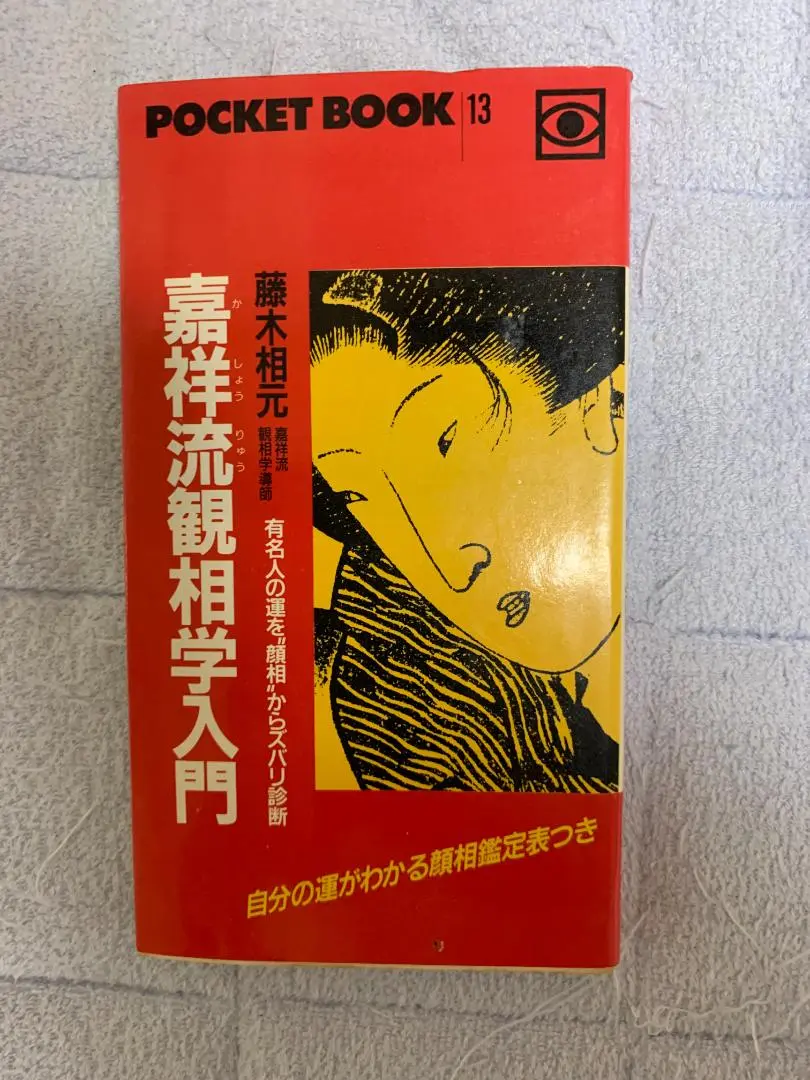 POCKET BOOK 13
藤木相元
嘉祥流
観相学導師
嘉祥流観相学入門
か しょう りゅう
有名人の運を“顔相”からズバリ診断
自分の運がわかる顔相鑑定表つき